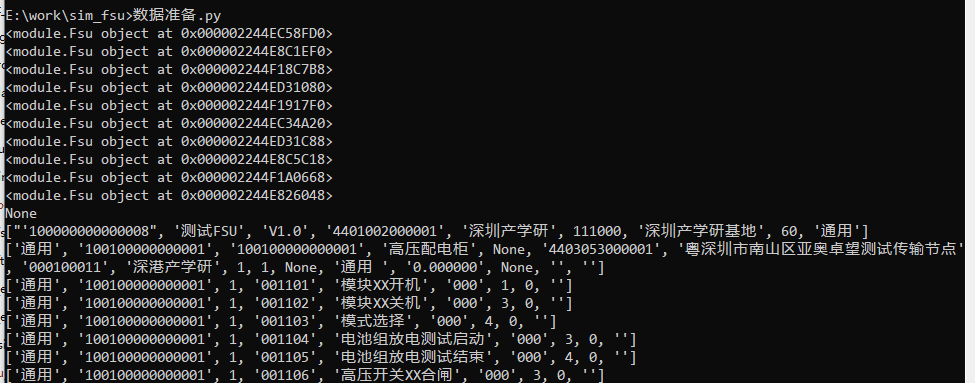 E:\work\sim_fsu>数据准备.py
<module.Fsu object at 0x000002244EC58FD0>
<module.Fsu object at 0x000002244E8C1EF0>
<module.Fsu object at 0x000002244F18C7B8>
<module.Fsu object at 0x000002244ED31080>
<module.Fsu object at 0x000002244F1917F0>
<module.Fsu object at 0x000002244EC34A20>
<module.Fsu object at 0x000002244ED31C88>
<module.Fsu object at 0x000002244E8C5C18>
<module.Fsu object at 0x000002244F1A0668>
<module.Fsu object at 0x000002244E826048>
None
["'100000000000008", '测试FSU', 'V1.0', '4401002000001', '深圳产学研', 111000, '深圳产学研基地', 60, '通用']
['通用', '100100000000001', '100100000000001', '高压配电柜', None, '4403053000001', '粤深圳市南山区亚奥卓望测试传输节点'
, '000100011', '深港产学研', 1, 1, None, '通用 ', '0.000000', None, '', '']
['通用', '100100000000001', 1, '001101', '模块XX开机', '000', 1, 0, '']
['通用', '100100000000001', 1, '001102', '模块XX关机', '000', 3, 0, '']
['通用', '100100000000001', 1, '001103', '模式选择', '000', 4, 0, '']
['通用', '100100000000001', 1, '001104', '电池组放电测试启动', '000', 3, 0, '']
['通用', '100100000000001', 1, '001105', '电池组放电测试结束', '000', 4, 0, '']
['通用', '100100000000001', 1, '001106', '高压开关XX合闸', '000', 3, 0, '']